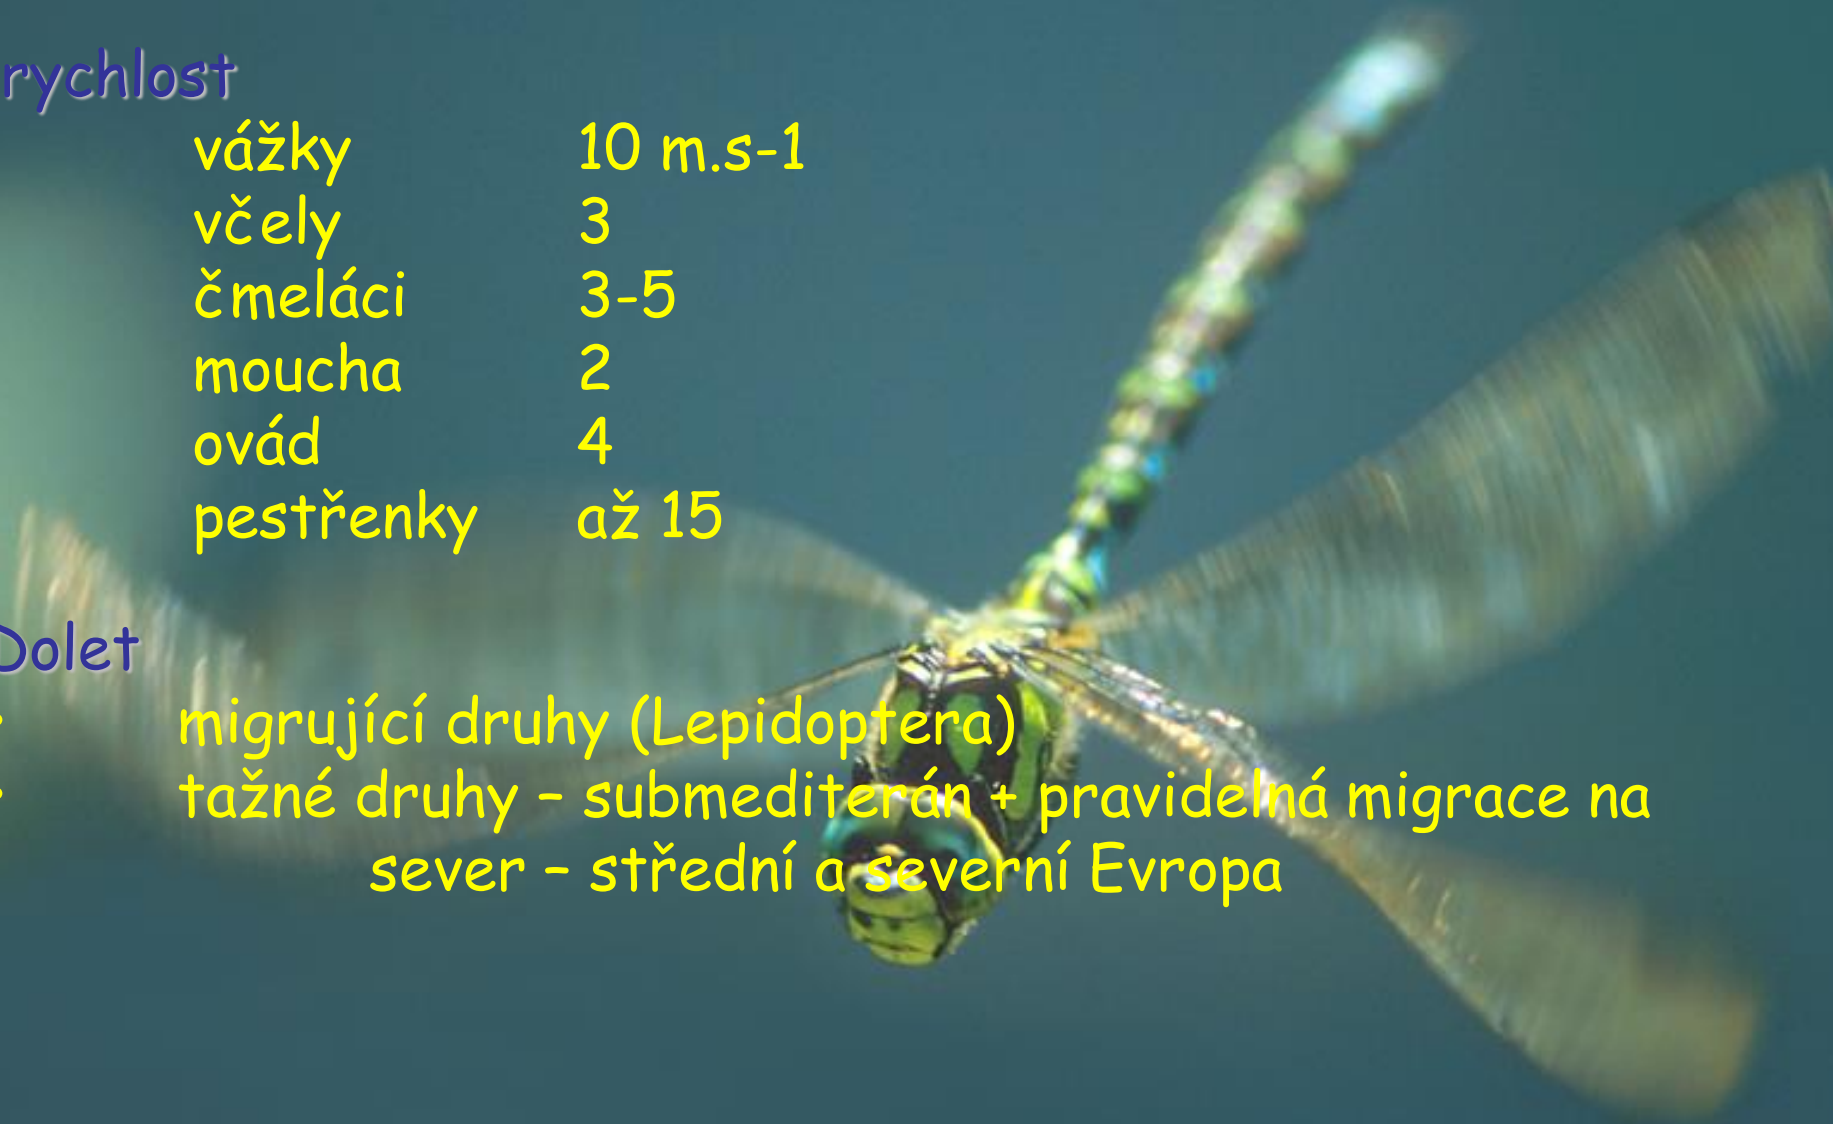 rychlost
vážky 10 m.s-1
včely 3
čmeláci 3-5
moucha 2
ovád 4
pestřenky až 15
Dolet
• migrující druhy (Lepidoptera)
• tažné druhy – submediterán + pravidelná migrace na
sever – střední a severní Evropa